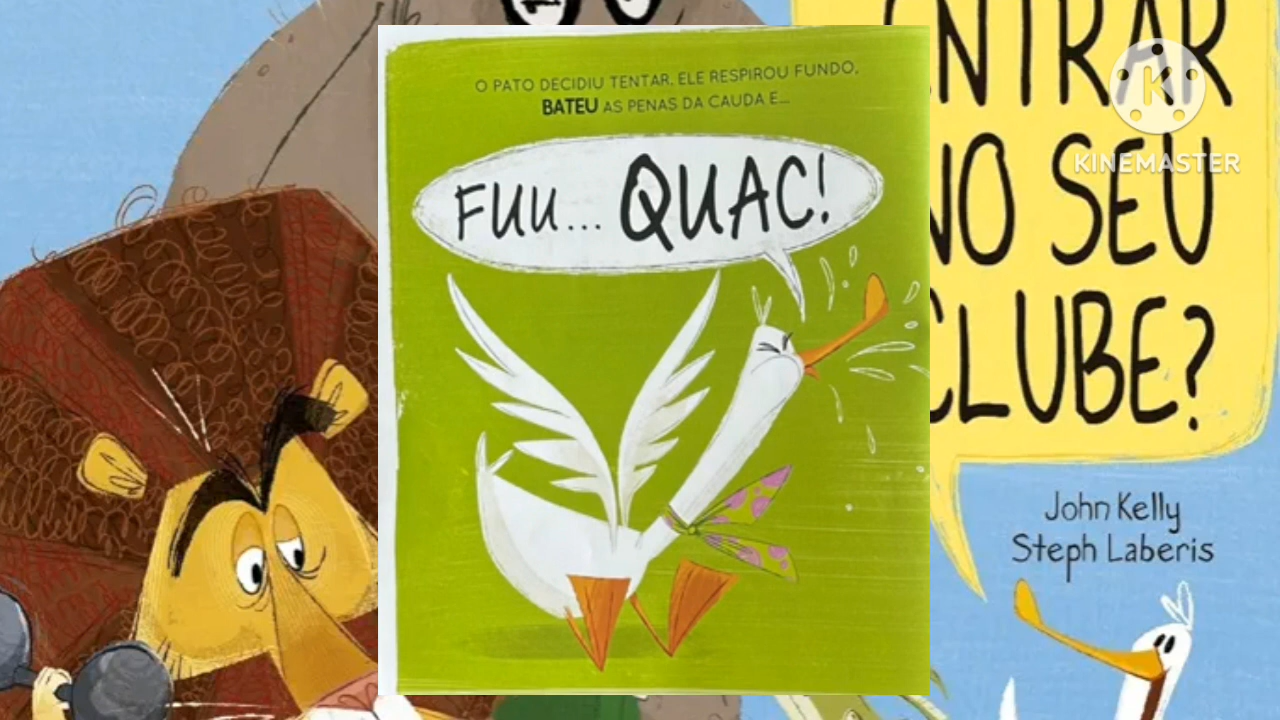 O PATO DECIDIU TENTAR. ELE RESPIROU FUNDO,
BATEU AS PENAS DA CAUDA E...
FUU... QUAC!
ENTRAR
NO SEU
CLUBE?
John Kelly
Steph Laberis
K
KINEMASTER